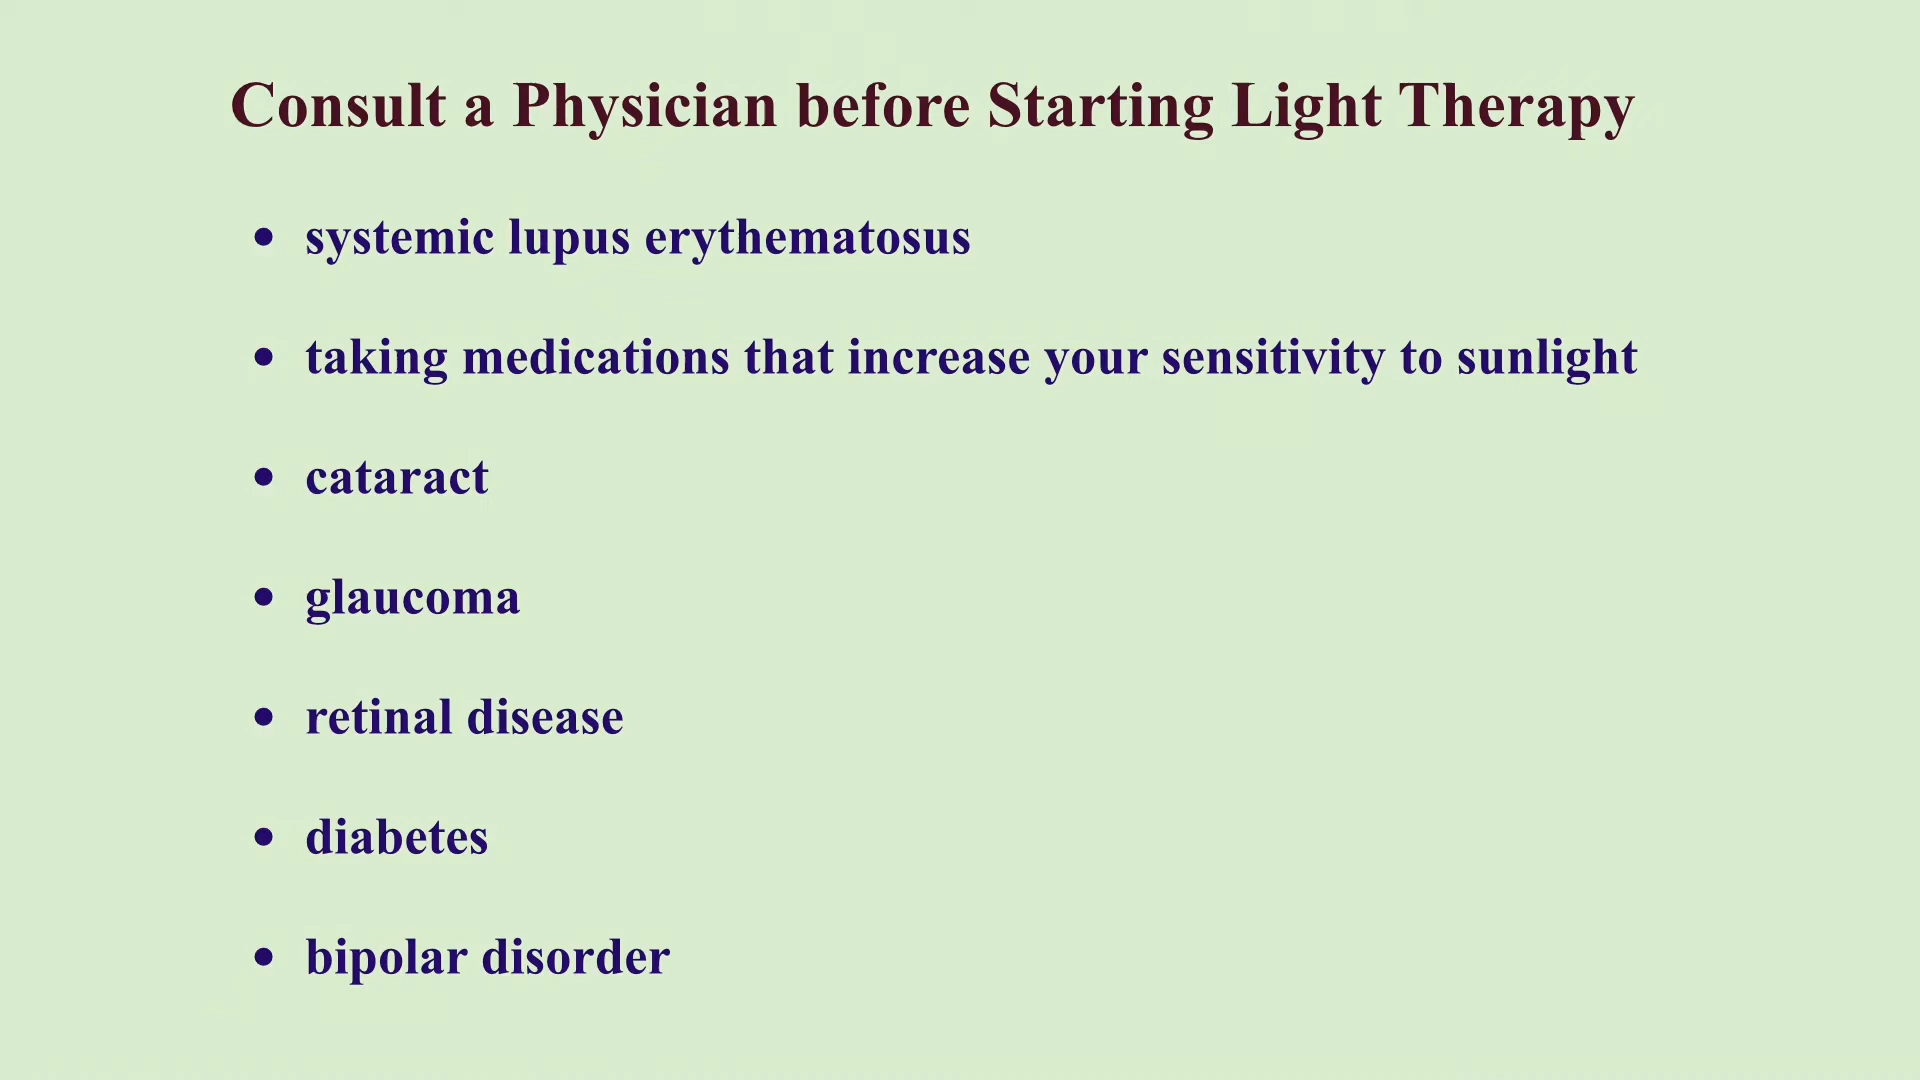 Consult a Physician before Starting Light Therapy
• systemic lupus erythematosus
• taking medications that increase your sensitivity to sunlight
• cataract
• glaucoma
• retinal disease
• diabetes
• bipolar disorder